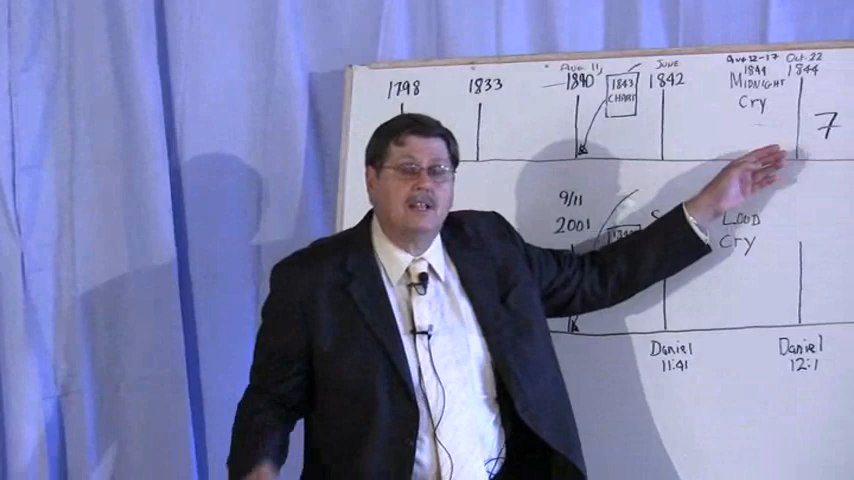 1798
1833
Aug 11,
1840
1843
CHART
June
1842
Aug 12-17
1844
Midnight
Cry
Oct. 22
1844
7
9/11
2001
Loud
Cry
Daniel
11:41
Daniel
12:1